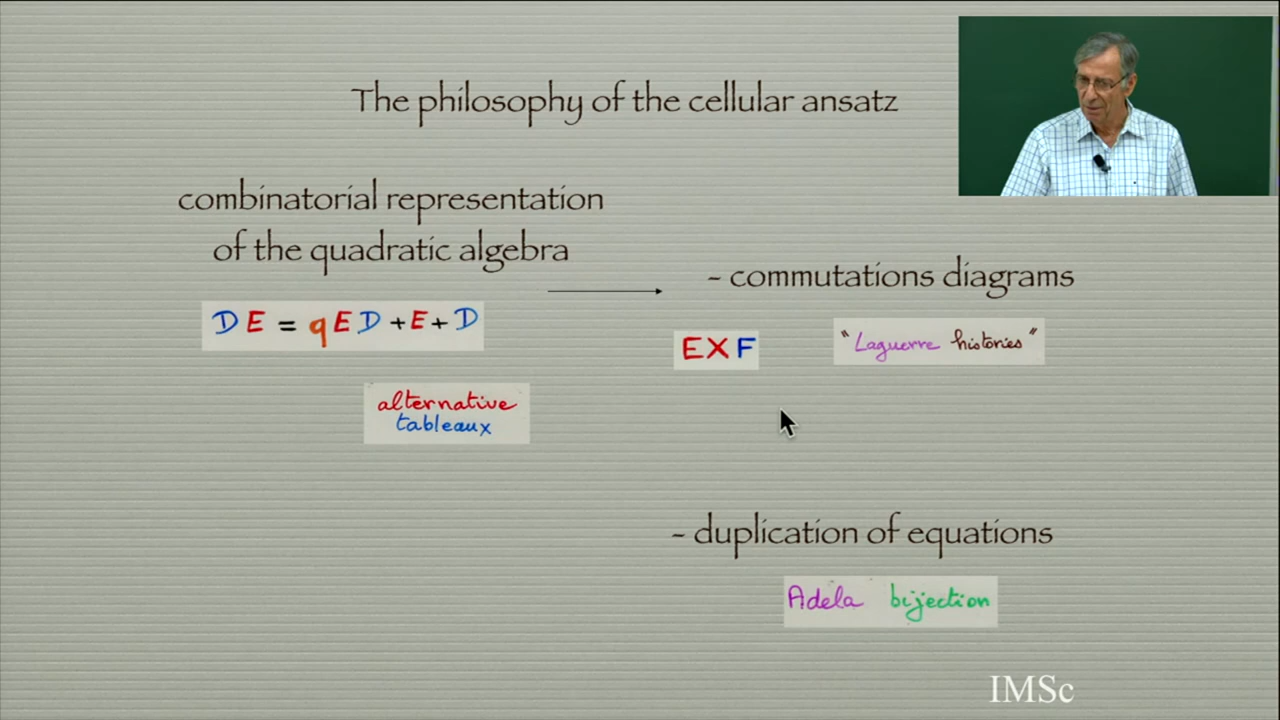 The philosophy of the cellular ansatz
combinatorial representation
of the quadratic algebra
DE = qED + E + D
alternative
tableaux
- commutations diagrams
EXF
"Laguerre histories"
- duplication of equations
Adela bijection
IMSc